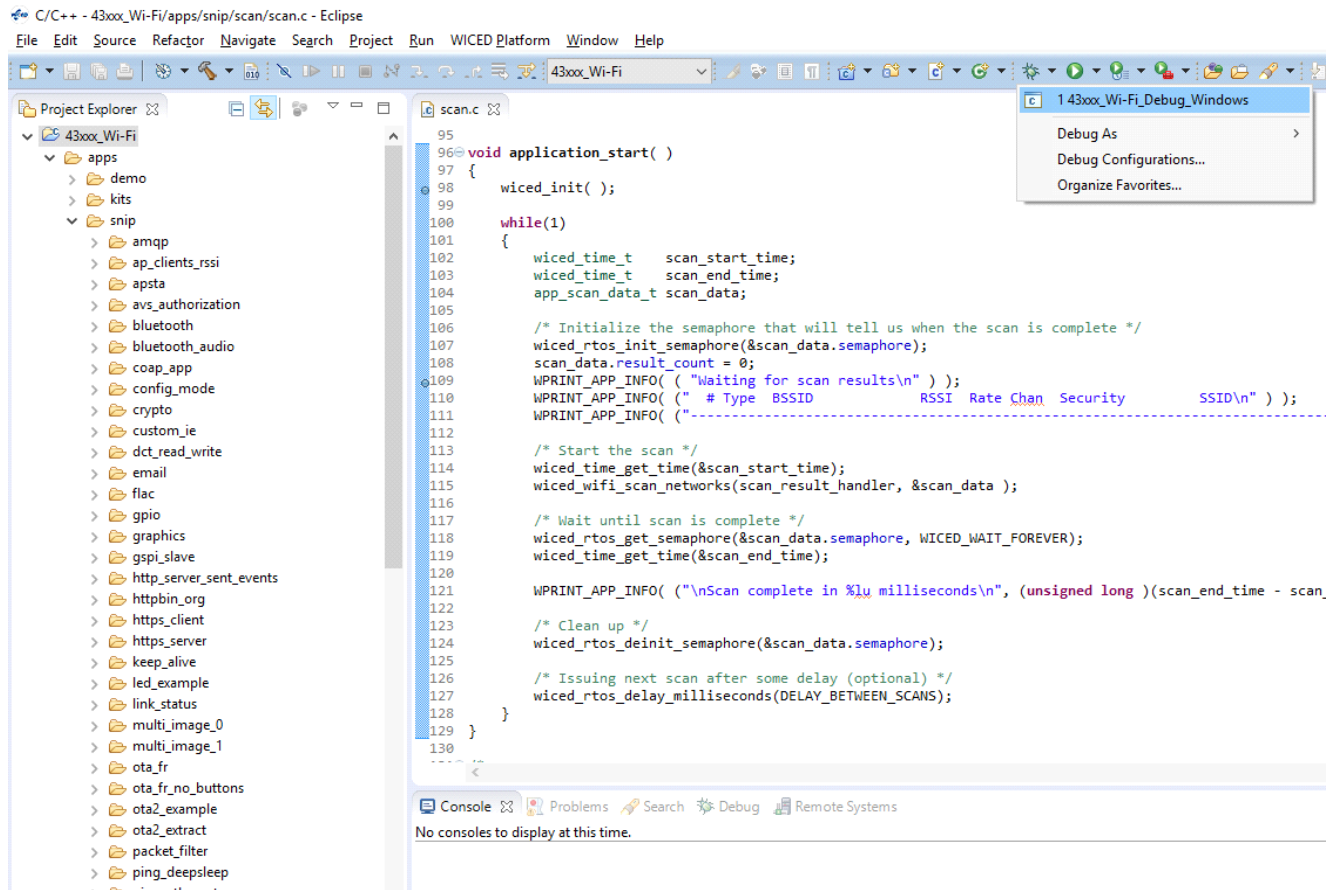 C/C++ - 43xxx_Wi-Fi/apps/snip/scan/scan.c - Eclipse
File Edit Source Refactor Navigate Search Project Run WICED Platform Window Help
43xxx_Wi-Fi
Project Explorer
scan.c
1 43xxx_Wi-Fi_Debug_Windows
Debug As
Debug Configurations...
Organize Favorites...
43xxx_Wi-Fi
apps
demo
kits
snip
amqp
ap_clients_rssi
apsta
avs_authorization
bluetooth
bluetooth_audio
coap_app
config_mode
crypto
custom_ie
dct_read_write
email
flac
gpio
graphics
gspi_slave
http_server_sent_events
httpbin_org
https_client
https_server
keep_alive
led_example
link_status
multi_image_0
multi_image_1
ota_fr
ota_fr_no_buttons
ota2_example
ota2_extract
packet_filter
ping_deepsleep
95
96 void application_start( )
97 {
98 wiced_init( );
99
100 while(1)
101 {
102 wiced_time_t scan_start_time;
103 wiced_time_t scan_end_time;
104 app_scan_data_t scan_data;
105
106 /* Initialize the semaphore that will tell us when the scan is complete */
107 wiced_rtos_init_semaphore(&scan_data.semaphore);
108 scan_data.result_count = 0;
109 WPRINT_APP_INFO( ( "Waiting for scan results\n" ) );
110 WPRINT_APP_INFO( (" # Type BSSID RSSI Rate Chan Security SSID\n" ) );
111 WPRINT_APP_INFO( ("-------------------------------------------------------------------------------
112
113 /* Start the scan */
114 wiced_time_get_time(&scan_start_time);
115 wiced_wifi_scan_networks(scan_result_handler, &scan_data );
116
117 /* Wait until scan is complete */
118 wiced_rtos_get_semaphore(&scan_data.semaphore, WICED_WAIT_FOREVER);
119 wiced_time_get_time(&scan_end_time);
120
121 WPRINT_APP_INFO( ("\nScan complete in %lu milliseconds\n", (unsigned long )(scan_end_time - scan_
122
123 /* Clean up */
124 wiced_rtos_deinit_semaphore(&scan_data.semaphore);
125
126 /* Issuing next scan after some delay (optional) */
127 wiced_rtos_delay_milliseconds(DELAY_BETWEEN_SCANS);
128 }
129 }
130
Console Problems Search Debug Remote Systems
No consoles to display at this time.